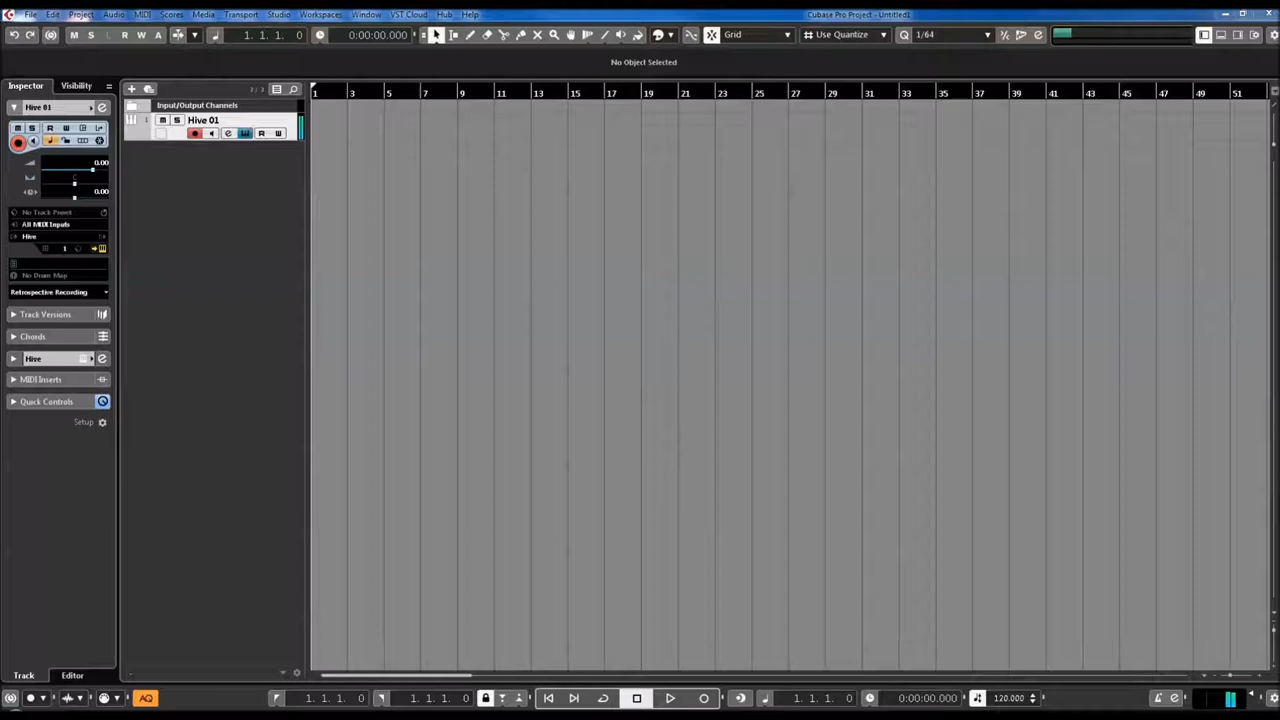 File Edit Project Audio MIDI Scores Media Transport Studio Workspaces Window VST Cloud Hub Help Cubase Pro Project - Untitled1
M S L R W A 1. 1. 1. 0 0:00:00.000 Grid Use Quantize Q 1/64
No Object Selected
Inspector Visibility 1 3 5 7 9 11 13 15 17 19 21 23 25 27 29 31 33 35 37 39 41 43 45 47 49 51
Hive 01 Input/Output Channels
1 m S Hive 01
m S R W
e R W
0.00
C
0.00
No Track Preset
All MIDI Inputs
Hive
1
No Drum Map
Retrospective Recording
Track Versions
Chords
Hive
MIDI Inserts
Quick Controls
Setup
Track Editor
AQ 1. 1. 1. 0 1. 1. 1. 0 1. 1. 1. 0 0:00:00.000 120.000